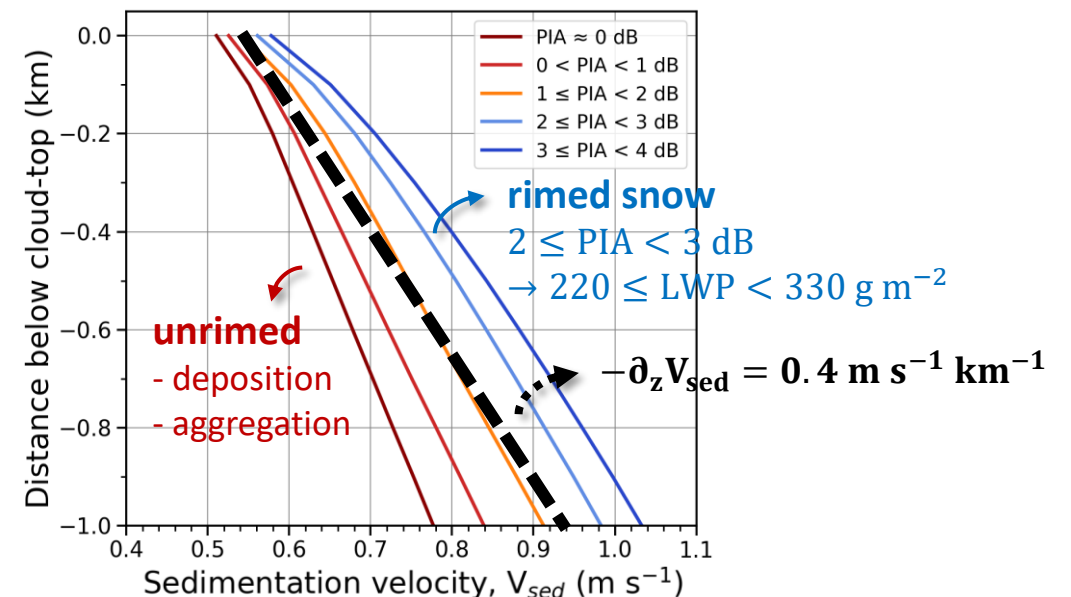 Distance below cloud-top (km)
0.0
−0.2
−0.4
−0.6
−0.8
−1.0
PIA ≈ 0 dB
0 < PIA < 1 dB
1 ≤ PIA < 2 dB
2 ≤ PIA < 3 dB
3 ≤ PIA < 4 dB
rimed snow
2 ≤ PIA < 3 dB
→ 220 ≤ LWP < 330 g m⁻²
unrimed
- deposition
- aggregation
−∂_zV_sed = 0.4 m s⁻¹ km⁻¹
0.4 0.5 0.6 0.7 0.8 0.9 1.0 1.1
Sedimentation velocity, V_sed (m s⁻¹)